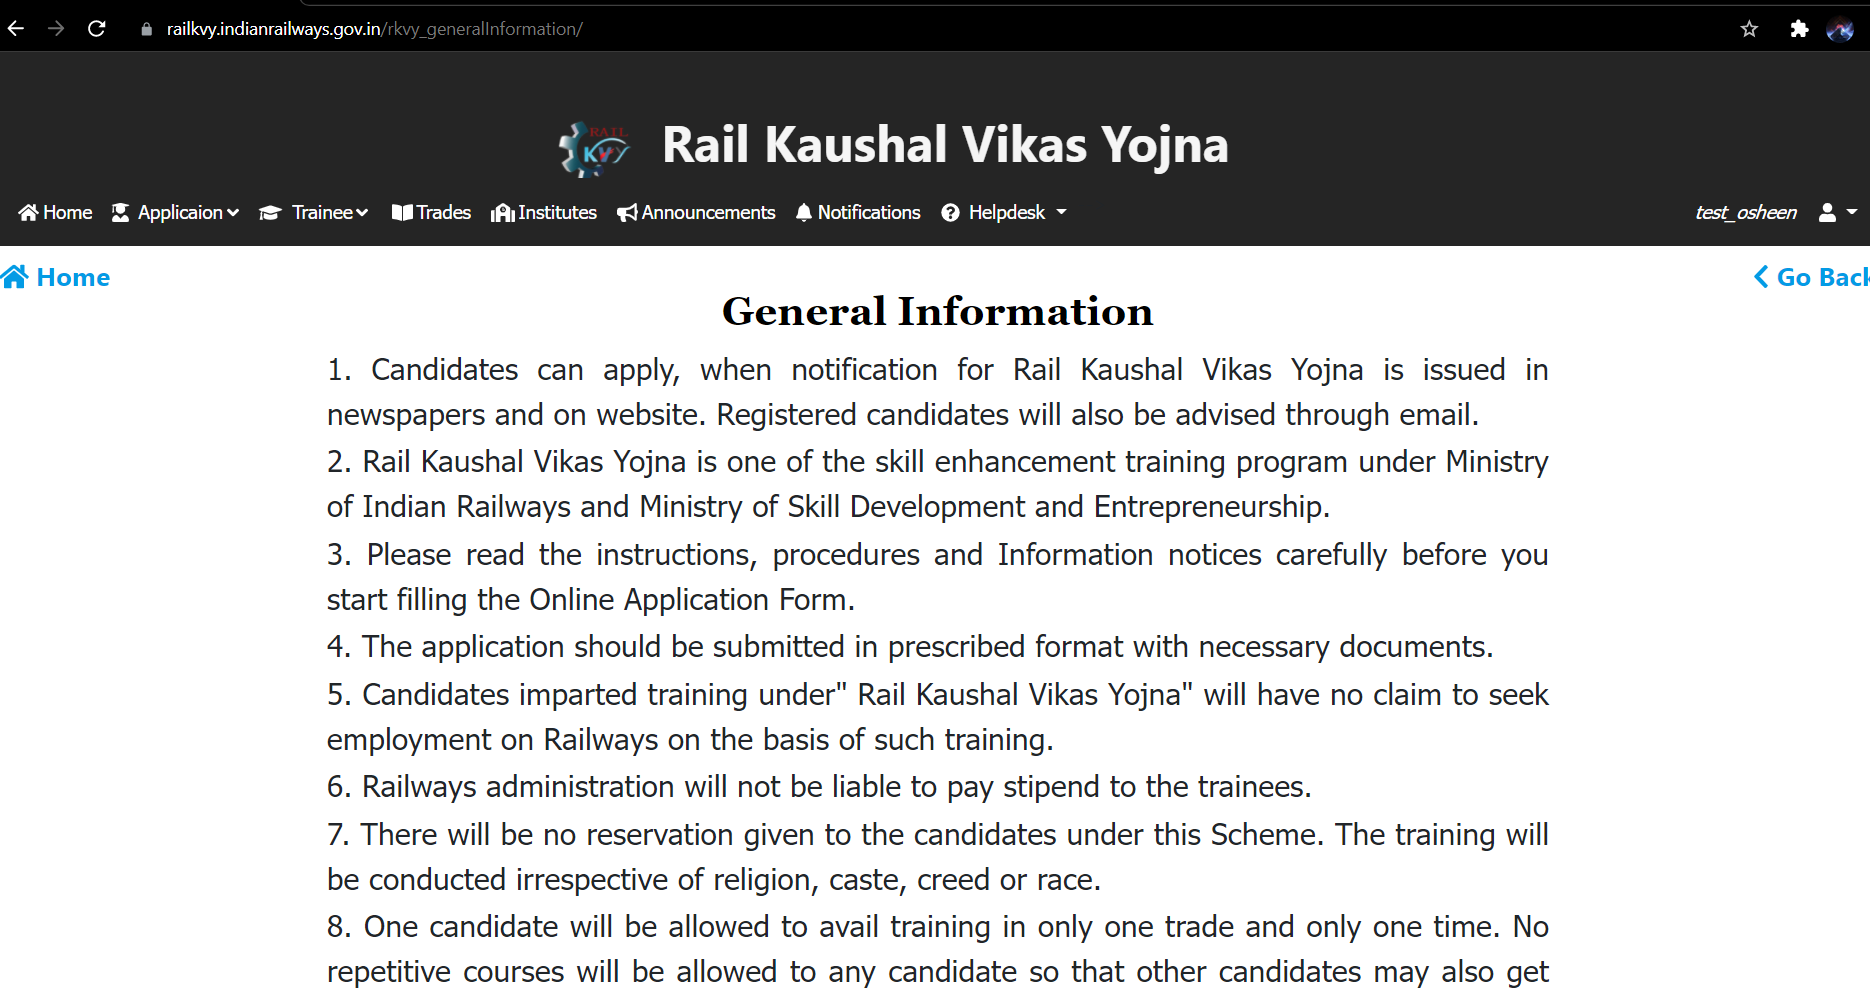 railkvy.indianrailways.gov.in/rkvy_generalInformation/
RAIL
KVY
Rail Kaushal Vikas Yojna
Home Applicaion Trainee Trades Institutes Announcements Notifications Helpdesk test_osheen
Home
Go Back
General Information
1. Candidates can apply, when notification for Rail Kaushal Vikas Yojna is issued in
newspapers and on website. Registered candidates will also be advised through email.
2. Rail Kaushal Vikas Yojna is one of the skill enhancement training program under Ministry
of Indian Railways and Ministry of Skill Development and Entrepreneurship.
3. Please read the instructions, procedures and Information notices carefully before you
start filling the Online Application Form.
4. The application should be submitted in prescribed format with necessary documents.
5. Candidates imparted training under" Rail Kaushal Vikas Yojna" will have no claim to seek
employment on Railways on the basis of such training.
6. Railways administration will not be liable to pay stipend to the trainees.
7. There will be no reservation given to the candidates under this Scheme. The training will
be conducted irrespective of religion, caste, creed or race.
8. One candidate will be allowed to avail training in only one trade and only one time. No
repetitive courses will be allowed to any candidate so that other candidates may also get